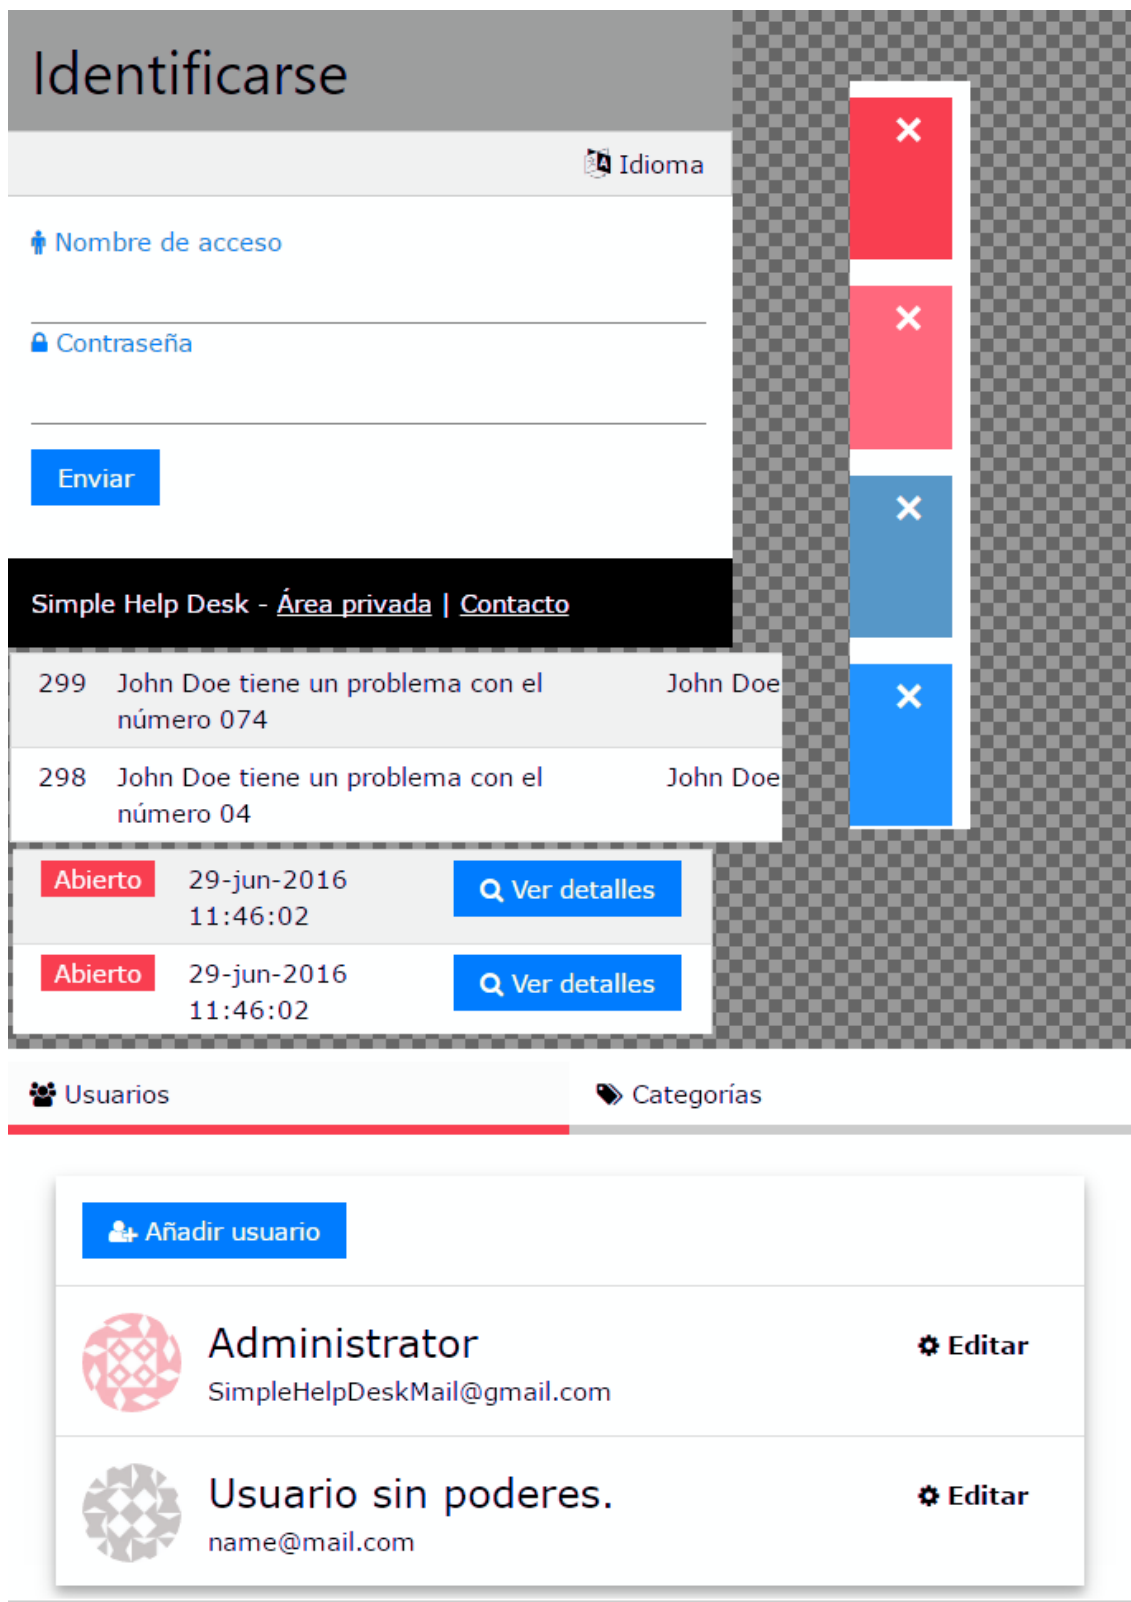 Identificarse
Idioma
Nombre de acceso
Contraseña
Enviar
Simple Help Desk - Área privada | Contacto
299 John Doe tiene un problema con el John Doe
número 074
298 John Doe tiene un problema con el John Doe
número 04
Abierto 29-jun-2016 Ver detalles
11:46:02
Abierto 29-jun-2016 Ver detalles
11:46:02
Usuarios Categorías
Añadir usuario
Administrator Editar
SimpleHelpDeskMail@gmail.com
Usuario sin poderes. Editar
name@mail.com